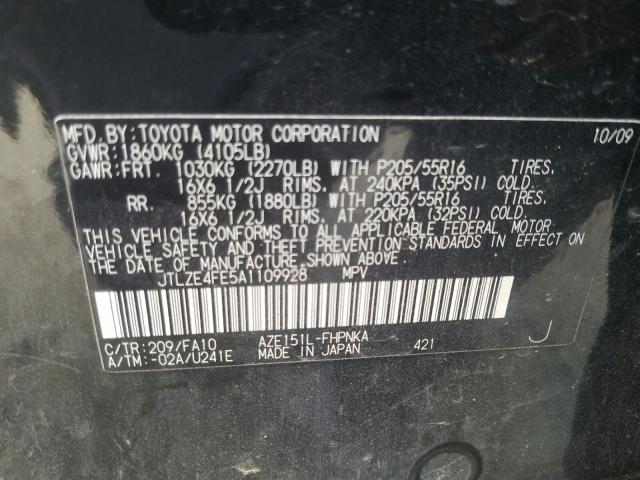 MFD. BY: TOYOTA MOTOR CORPORATION 10/09
GVWR: 1860KG (4105LB)
GAWR: FRT. 1030KG (2270LB) WITH P205/55R16 TIRES.
16X6 1/2J RIMS. AT 240KPA (35PSI) COLD.
RR. 855KG (1880LB) WITH P205/55R16 TIRES.
16X6 1/2J RIMS. AT 220KPA (32PSI) COLD.
THIS VEHICLE CONFORMS TO ALL APPLICABLE FEDERAL MOTOR
VEHICLE SAFETY AND THEFT PREVENTION STANDARDS IN EFFECT ON
THE DATE OF MANUFACTURE SHOWN ABOVE.
JTLZE4FE5A1109928 MPV
C/TR: 209/FA10 AZE151L-FHPNKA 421 J
A/TM: -02A/U241E MADE IN JAPAN